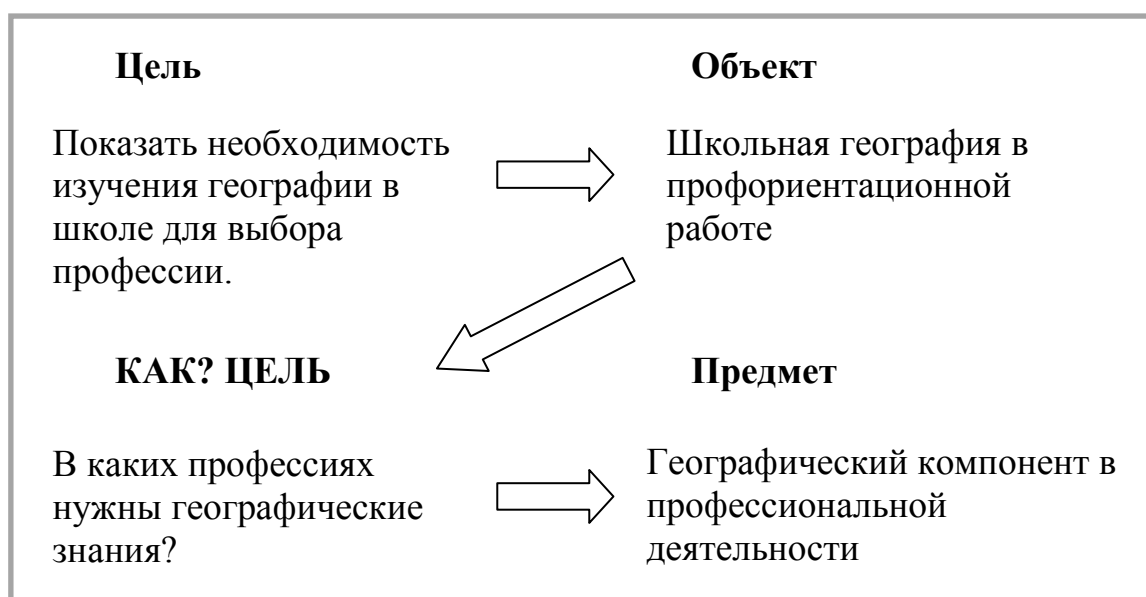 Цель
Показать необходимость
изучения географии в
школе для выбора
профессии.
Объект
Школьная география в
профориентационной
работе
КАК? ЦЕЛЬ
В каких профессиях
нужны географические
знания?
Предмет
Географический компонент в
профессиональной
деятельности